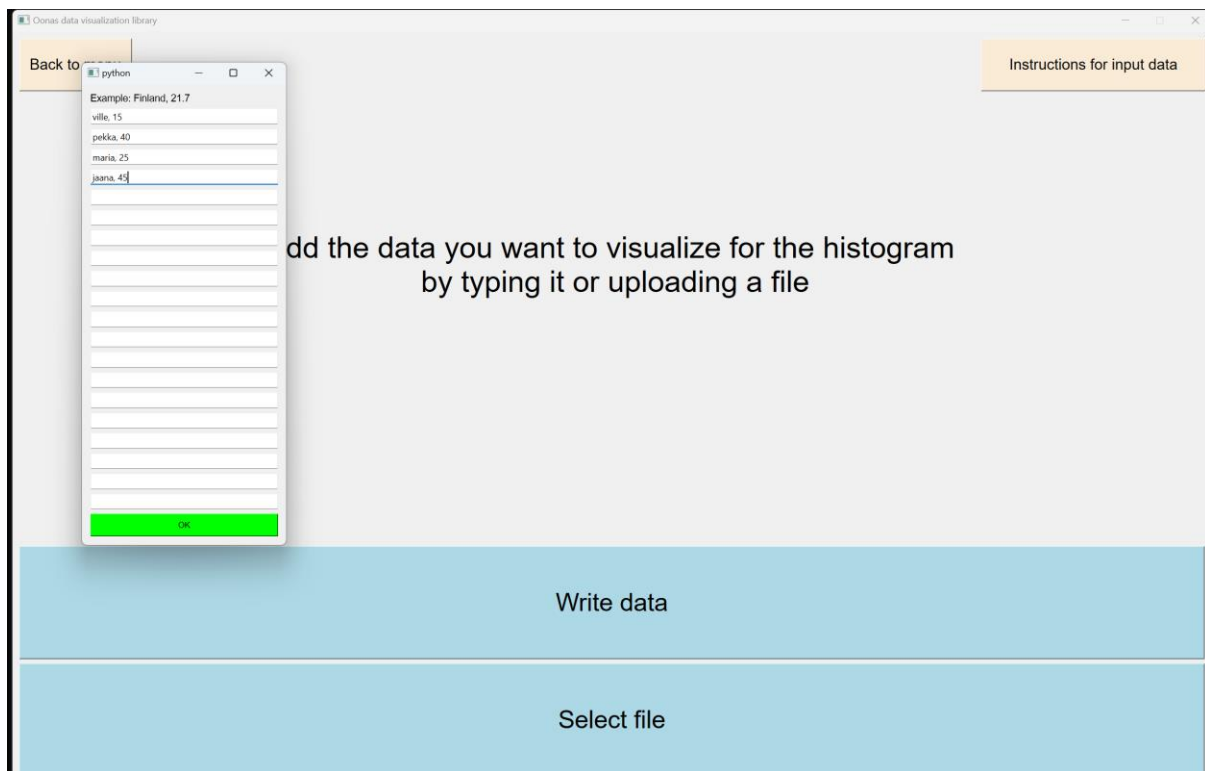 Oonas data visualization library
Back to
Instructions for input data
python
Example: Finland, 21.7
ville, 15
pekka, 40
maria, 25
jaana, 45
OK
dd the data you want to visualize for the histogram
by typing it or uploading a file
Write data
Select file